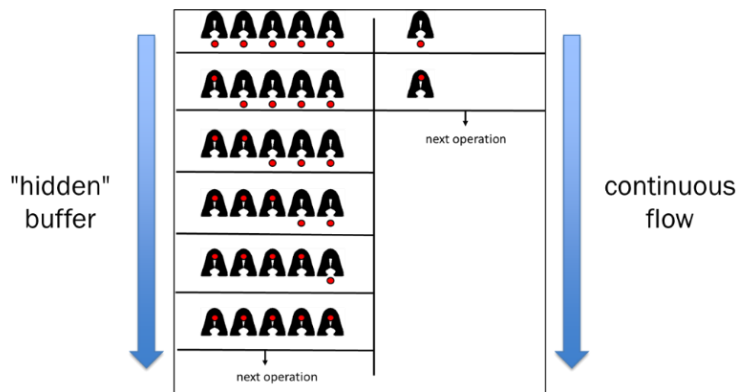 "hidden"
buffer
next operation
continuous
flow
next operation